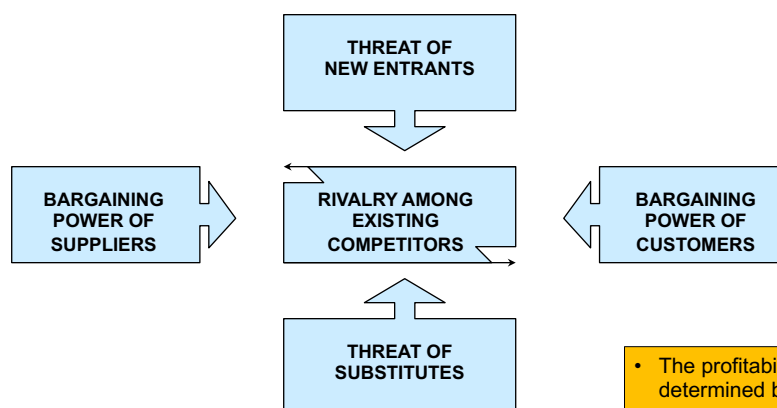 THREAT OF
NEW ENTRANTS
BARGAINING
POWER OF
SUPPLIERS
RIVALRY AMONG
EXISTING
COMPETITORS
BARGAINING
POWER OF
CUSTOMERS
THREAT OF
SUBSTITUTES
• The
determined